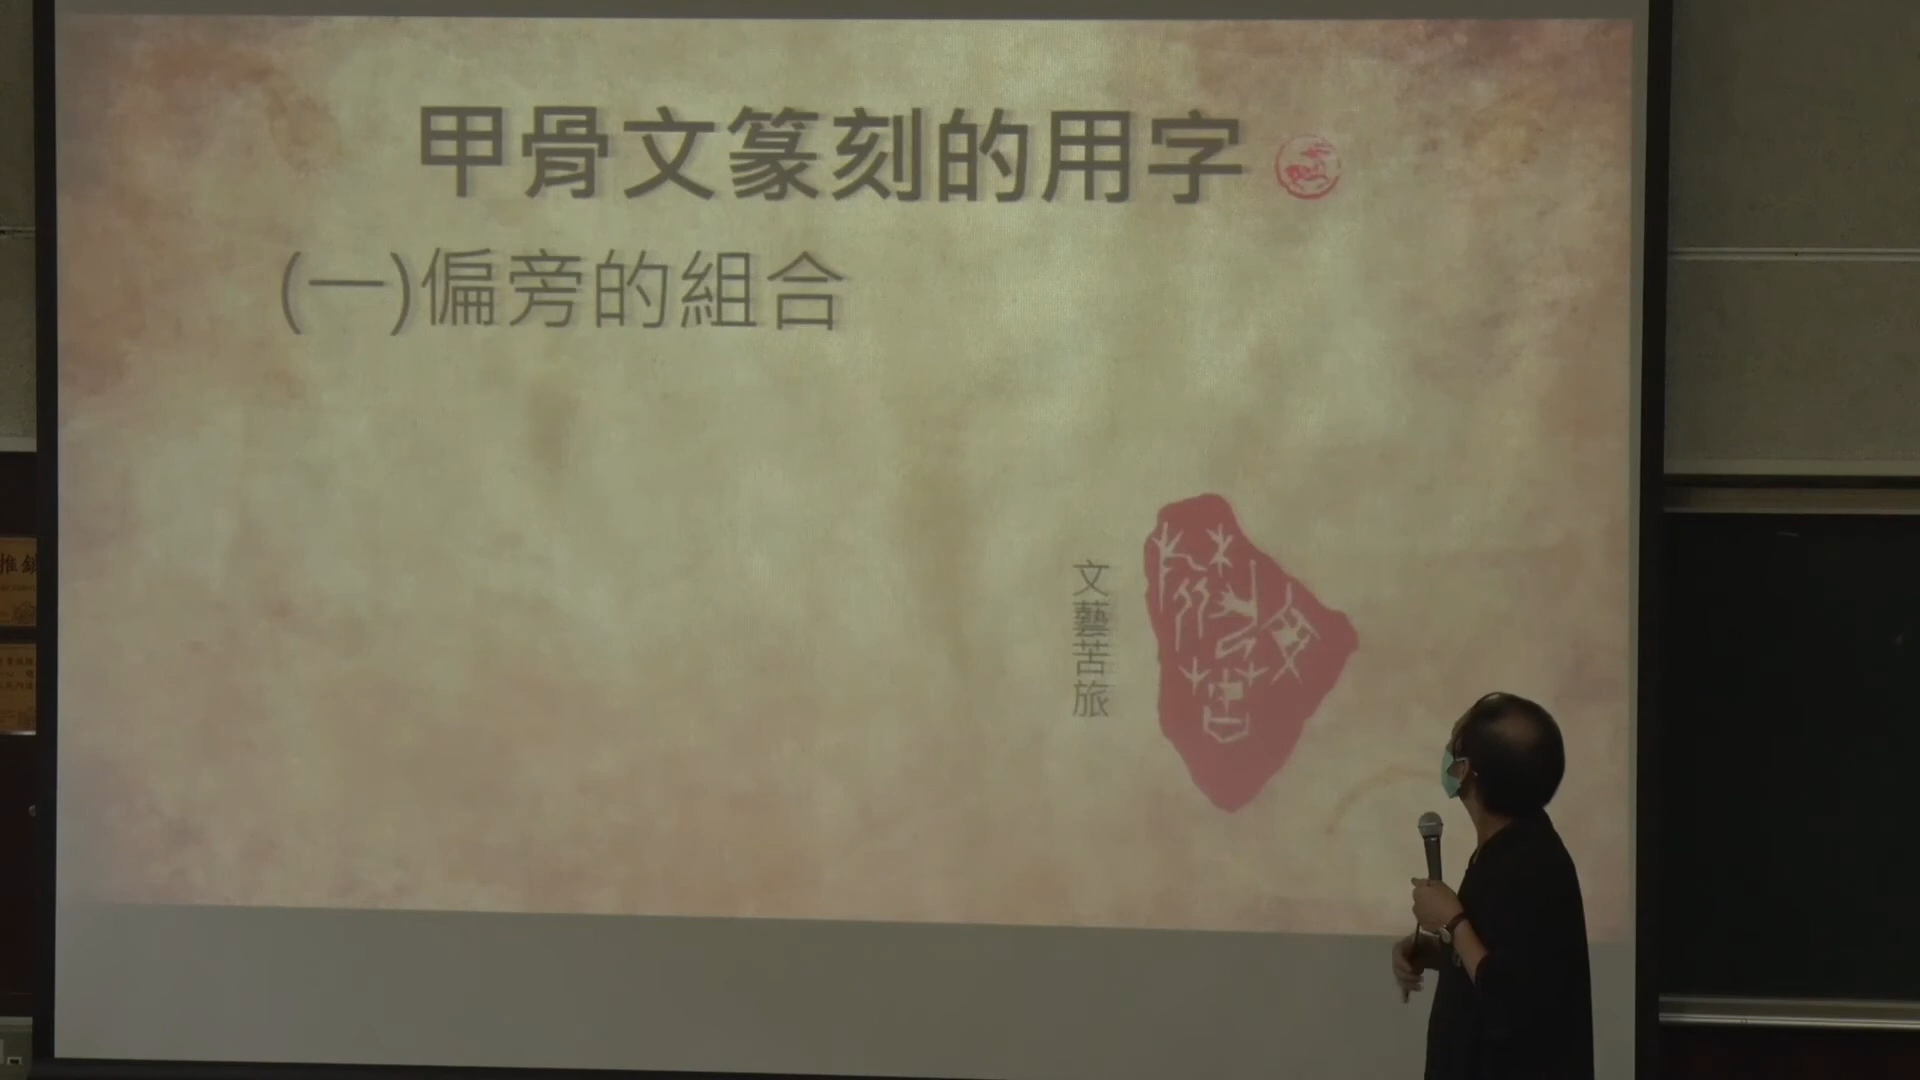 甲骨文篆刻的用字
(一)偏旁的組合
文藝苦旅